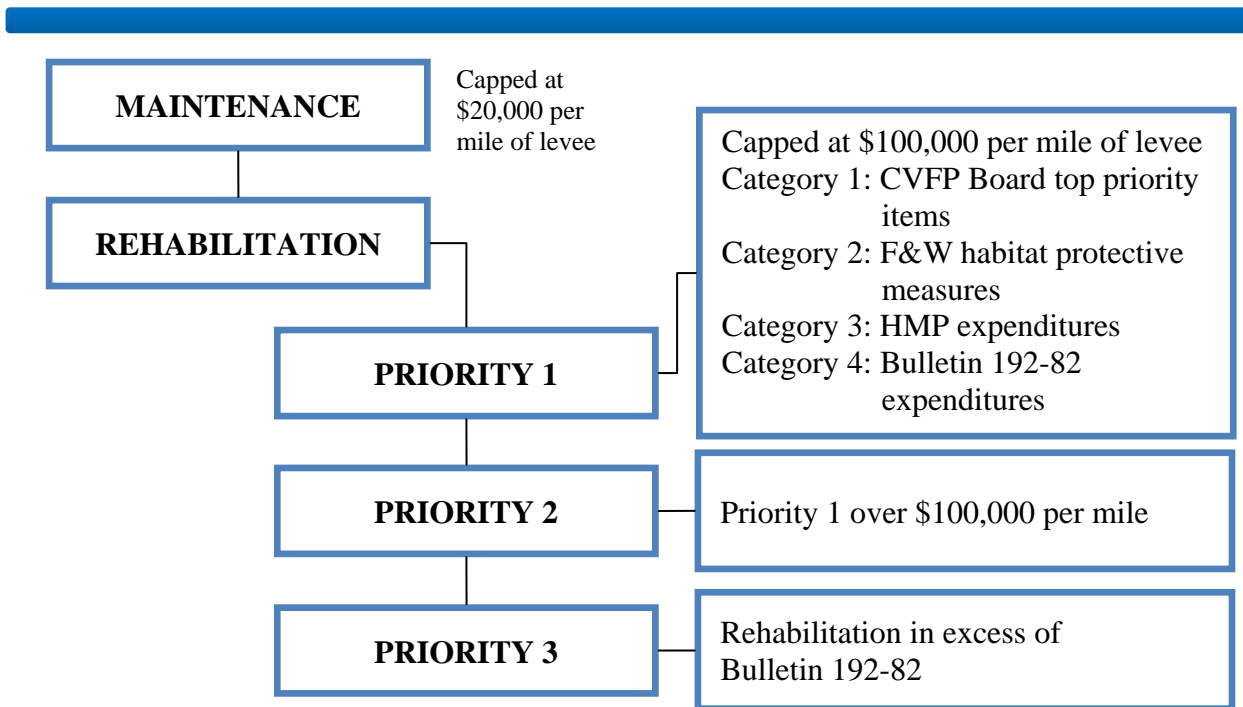 MAINTENANCE
Capped at
$20,000 per
mile of levee
REHABILITATION
PRIORITY 1
Capped at $100,000 per mile of levee
Category 1: CVFP Board top priority
items
Category 2: F&W habitat protective
measures
Category 3: HMP expenditures
Category 4: Bulletin 192-82
expenditures
PRIORITY 2
Priority 1 over $100,000 per mile
PRIORITY 3
Rehabilitation in excess of
Bulletin 192-82